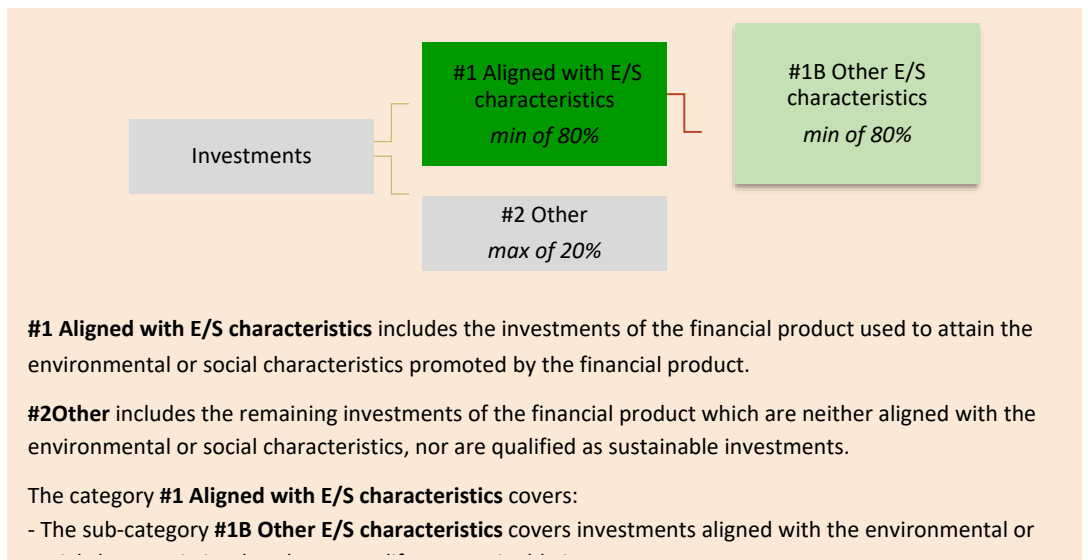 #1 Aligned with E/S
characteristics
min of 80%
#1B Other E/S
characteristics
min of 80%
Investments
#2 Other
max of 20%
#1 Aligned with E/S characteristics includes the investments of the financial product used to attain the
environmental or social characteristics promoted by the financial product.
#2Other includes the remaining investments of the financial product which are neither aligned with the
environmental or social characteristics, nor are qualified as sustainable investments.
The category #1 Aligned with E/S characteristics covers:
- The sub-category #1B Other E/S characteristics covers investments aligned with the environmental or